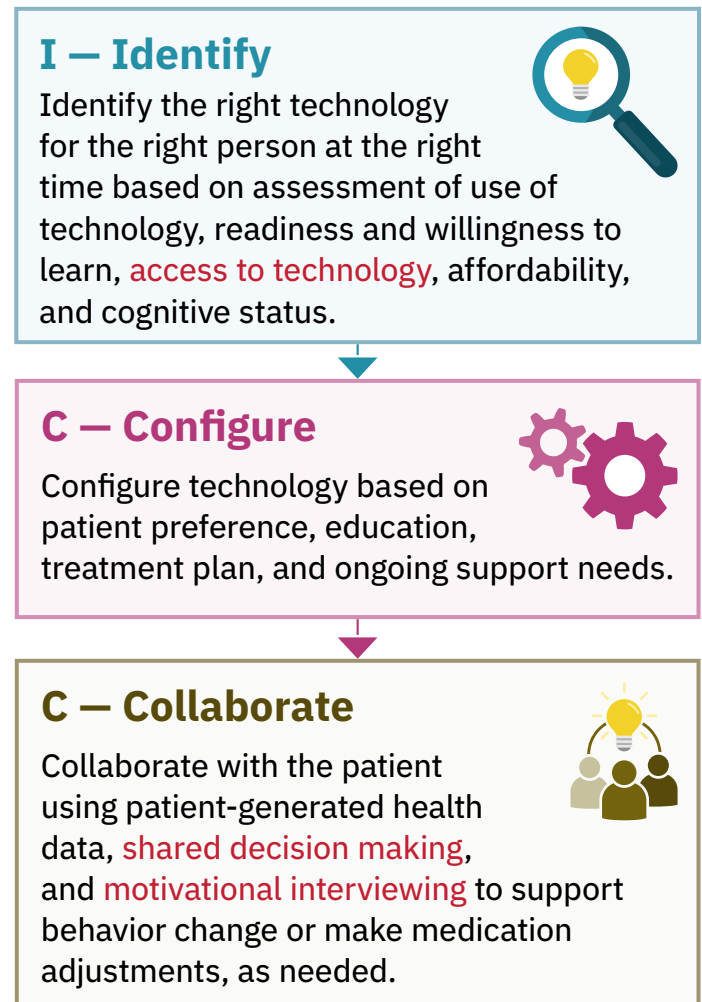 I — Identify
Identify the right technology
for the right person at the right
time based on assessment of use of
technology, readiness and willingness to
learn, access to technology, affordability,
and cognitive status.
C — Configure
Configure technology based on
patient preference, education,
treatment plan, and ongoing support needs.
C — Collaborate
Collaborate with the patient
using patient-generated health
data, shared decision making,
and motivational interviewing to support
behavior change or make medication
adjustments, as needed.